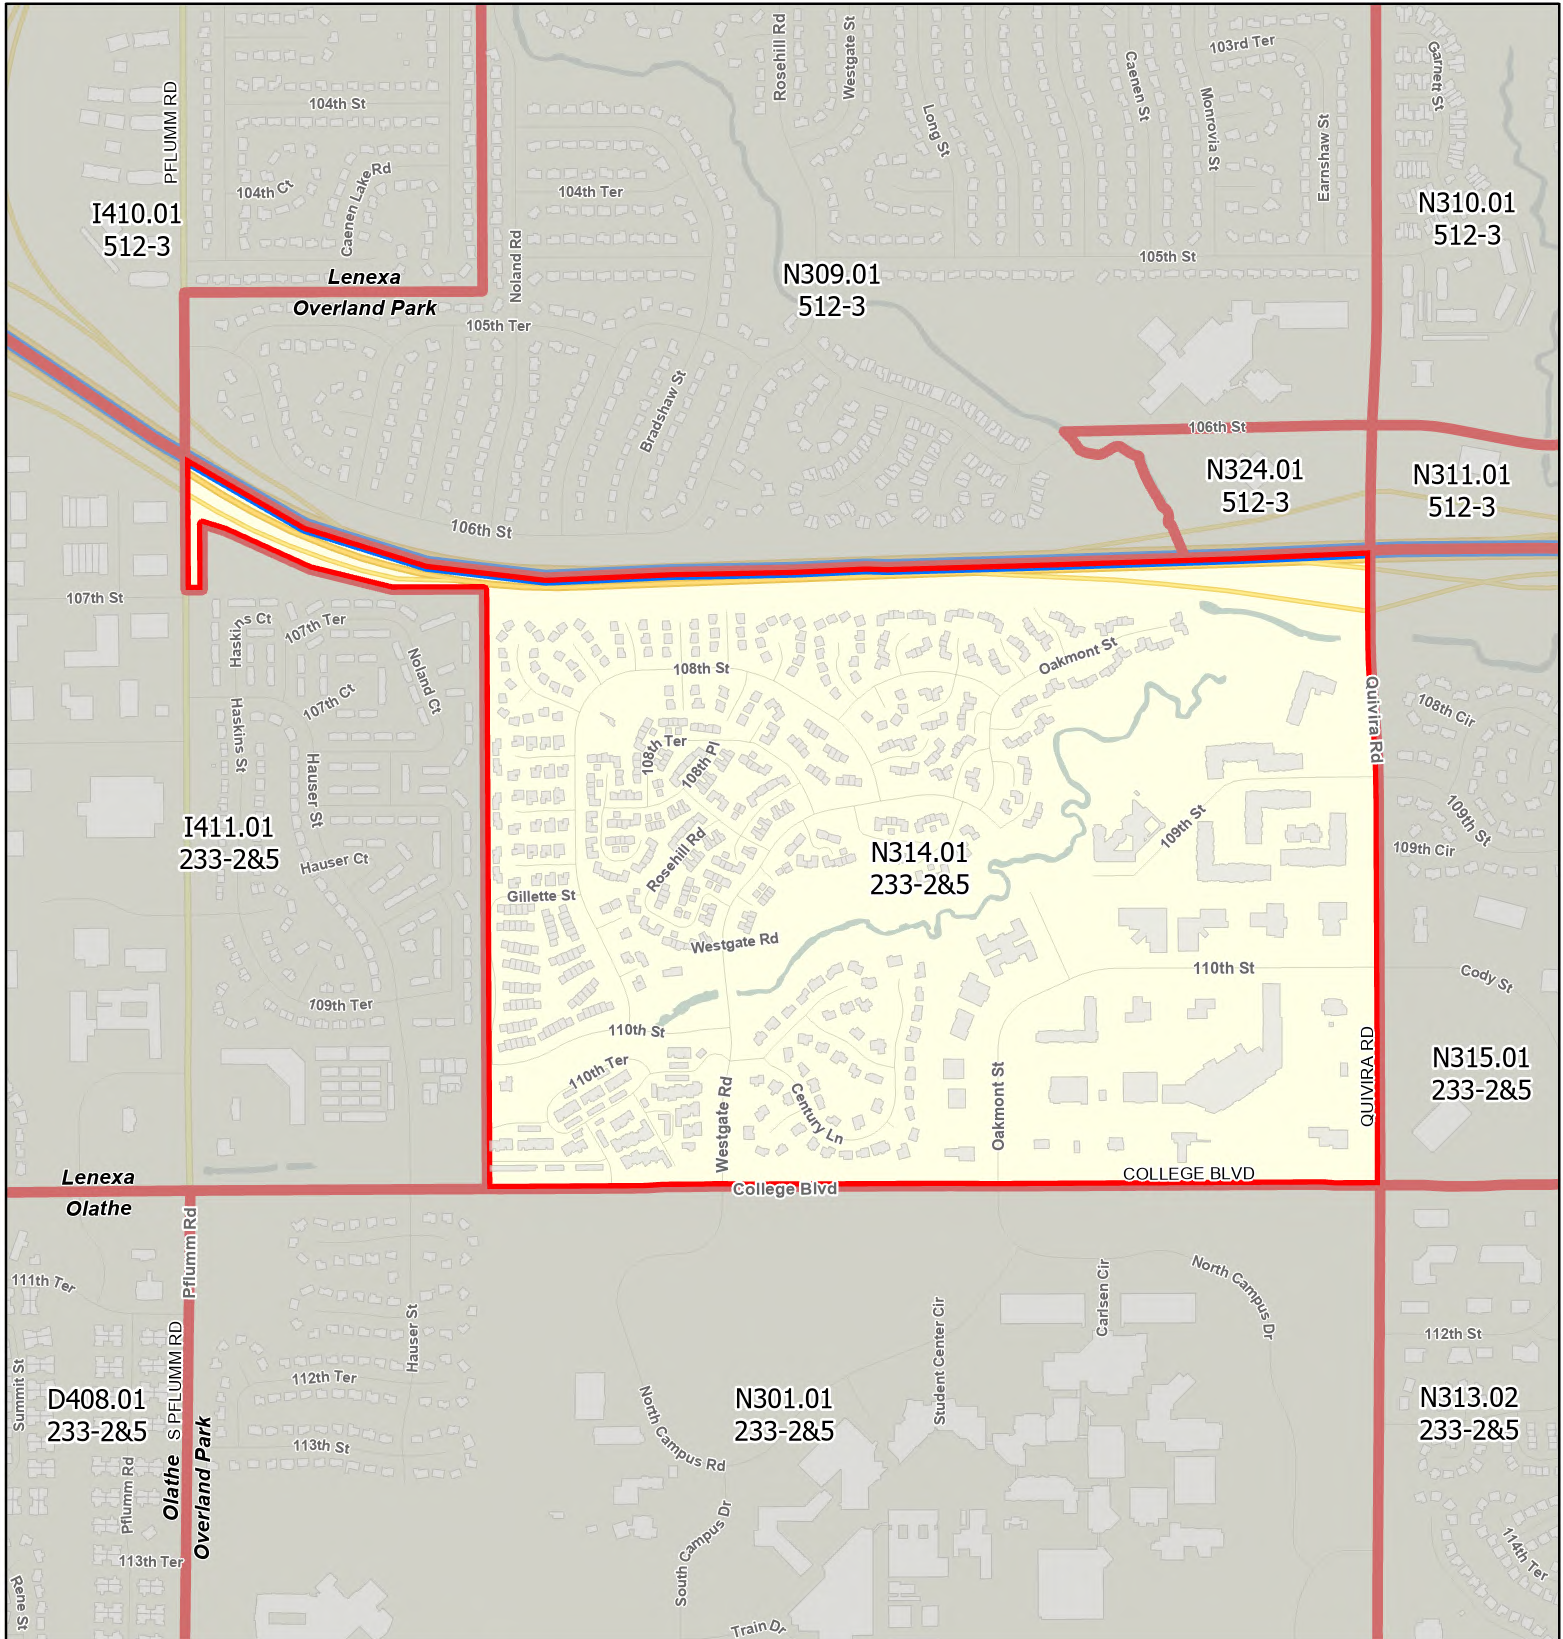 Rosehill Rd
Westgate St
103rd Ter
Garnett St
Caenen St
Monrovia St
Long St
Earnshaw St
104th St
PFLUMM RD
104th Ct
Caenen Lake Rd
104th Ter
I410.01
512-3
N310.01
512-3
Noland Rd
105th St
Lenexa
Overland Park
N309.01
512-3
105th Ter
Bradshaw St
106th St
N324.01
512-3
N311.01
512-3
106th St
107th St
Haskins Ct
107th Ter
Noland Ct
107th Ct
Haskins St
Hauser St
Hauser Ct
I411.01
233-2&5
109th Ter
108th St
Oakmont St
108th Ter
108th Pl
Rosehill Rd
Gillette St
Westgate Rd
N314.01
233-2&5
109th St
Quivira Rd
108th Cir
109th St
109th Cir
110th St
Cody St
110th St
110th Ter
Westgate Rd
Century Ln
Oakmont St
QUIVIRA RD
N315.01
233-2&5
COLLEGE BLVD
College Blvd
Lenexa
Olathe
Pflumm Rd
111th Ter
North Campus Dr
Carlsen Cir
Student Center Cir
Hauser St
112th St
S PFLUMM RD
Summit St
112th Ter
D408.01
233-2&5
N301.01
233-2&5
N313.02
233-2&5
North Campus Rd
Olathe
Overland Park
113th St
Pflumm Rd
South Campus Dr
113th Ter
114th Ter
Rene St
Train Dr